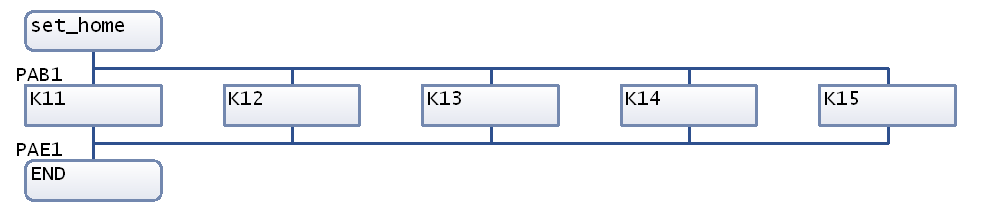 set_home
PAB1
K11
K12
K13
K14
K15
PAE1
END